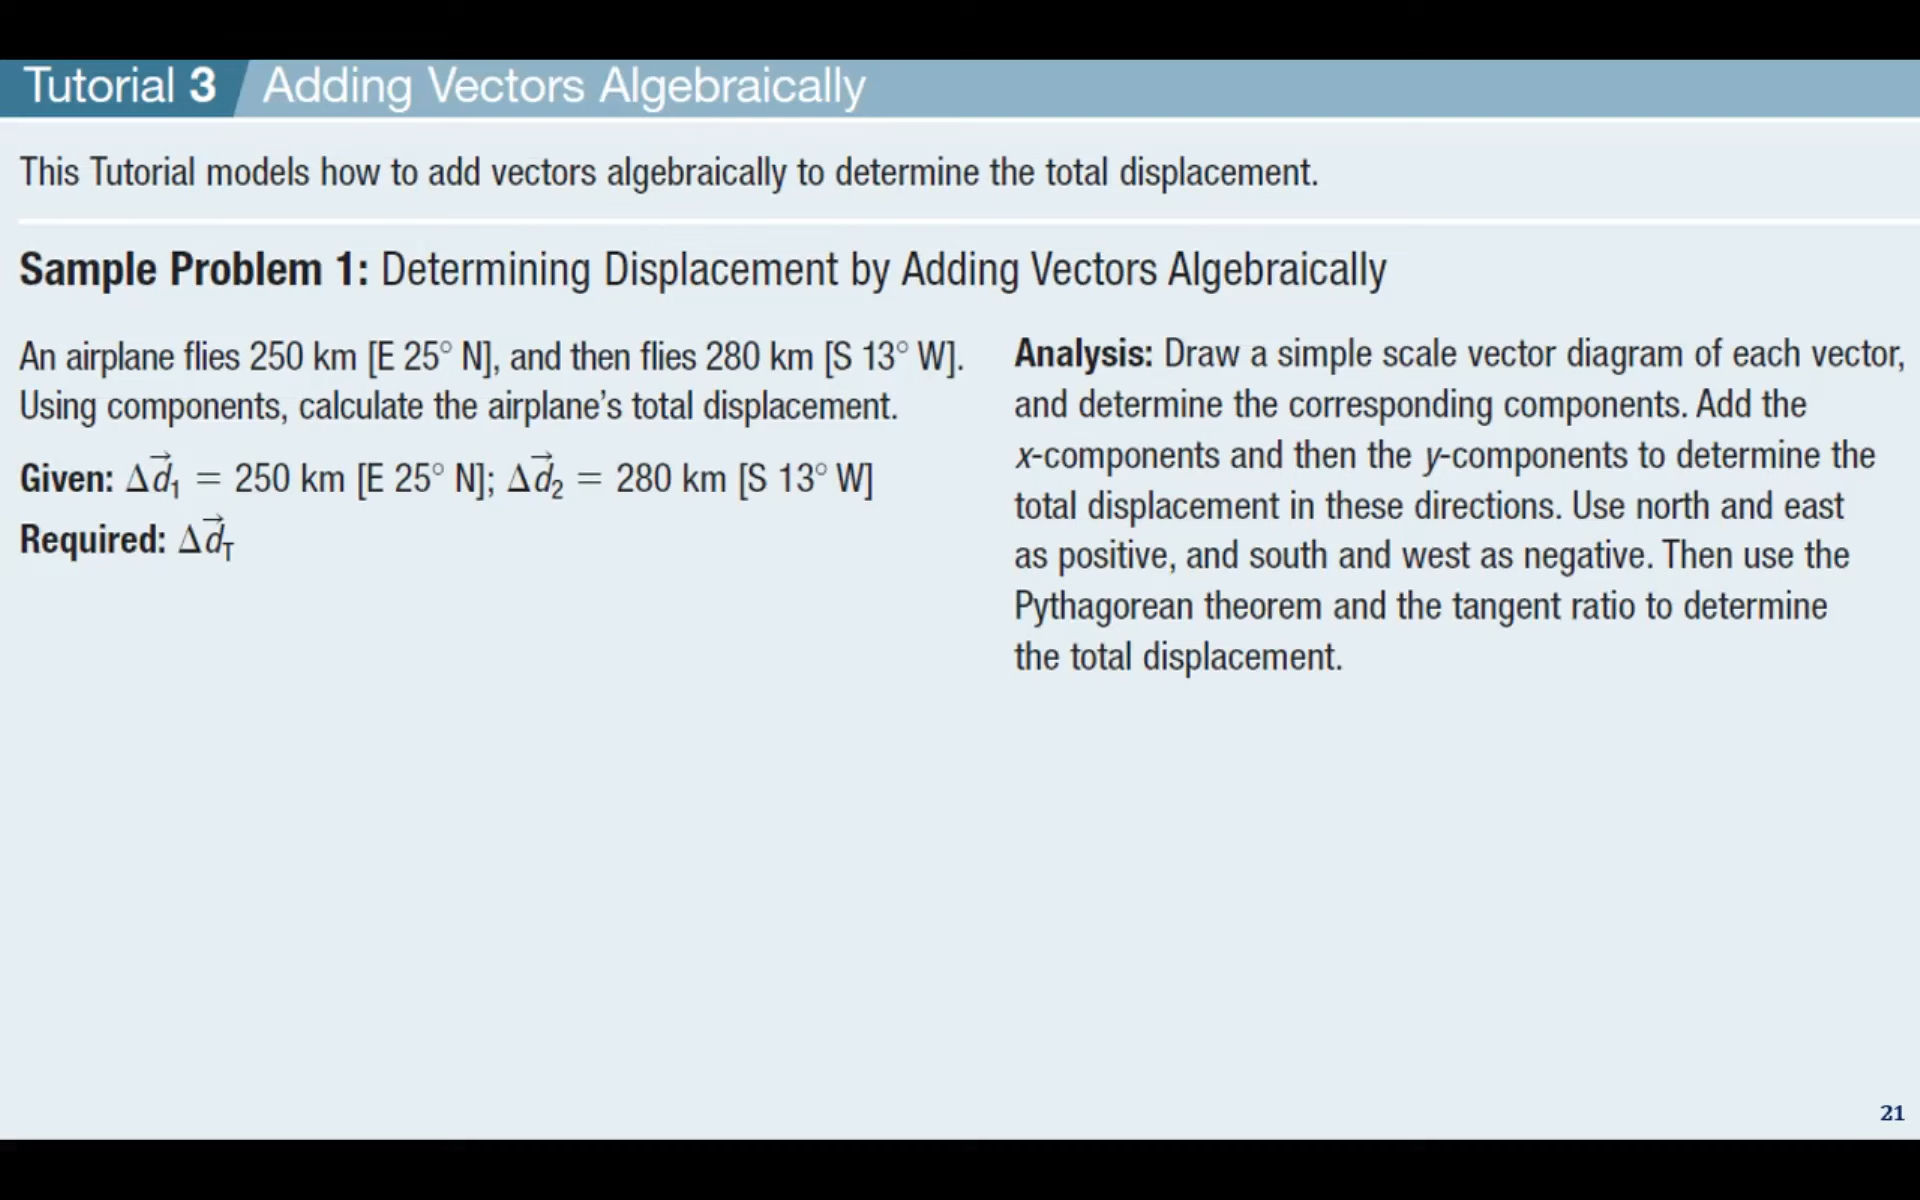 Tutorial 3 Adding Vectors Algebraically
This Tutorial models how to add vectors algebraically to determine the total displacement.
Sample Problem 1: Determining Displacement by Adding Vectors Algebraically
An airplane flies 250 km [E 25° N], and then flies 280 km [S 13° W].
Using components, calculate the airplane's total displacement.
Given: Δd⃗₁ = 250 km [E 25° N]; Δd⃗₂ = 280 km [S 13° W]
Required: Δd⃗T
Analysis: Draw a simple scale vector diagram of each vector,
and determine the corresponding components. Add the
x-components and then the y-components to determine the
total displacement in these directions. Use north and east
as positive, and south and west as negative. Then use the
Pythagorean theorem and the tangent ratio to determine
the total displacement.
21